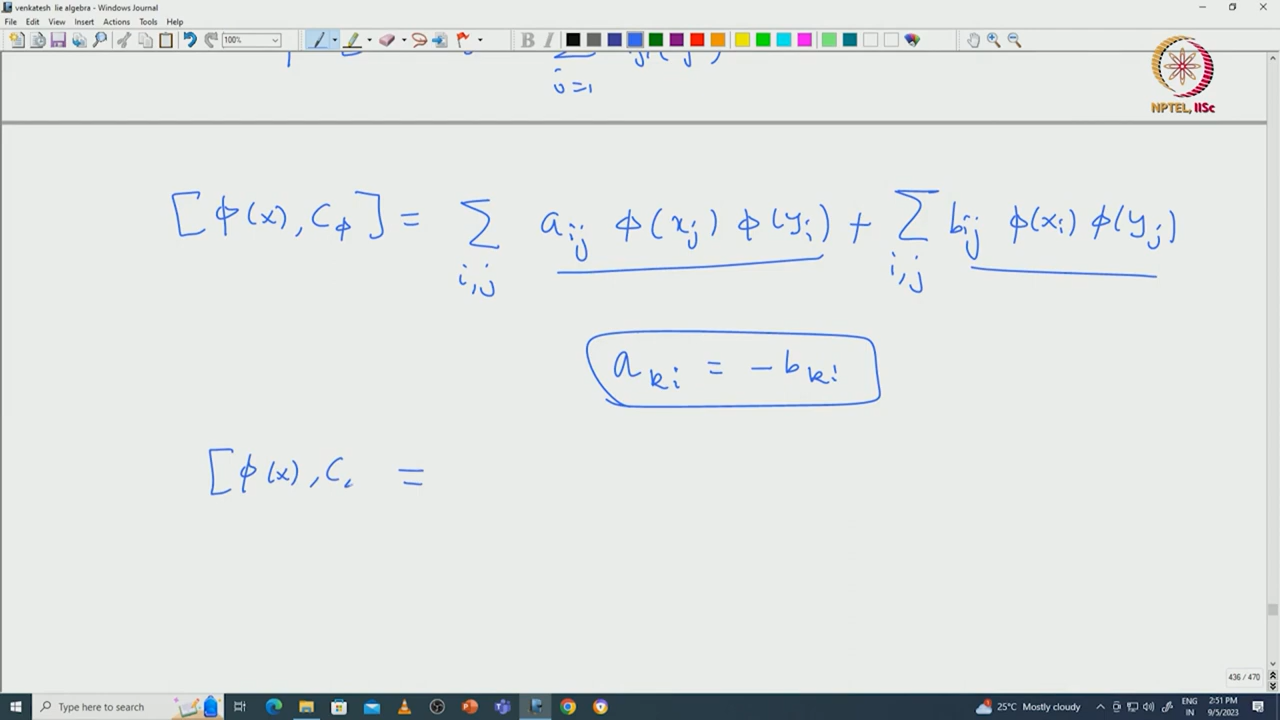 venkatesh lie algebra - Windows Journal
File Edit View Insert Actions Tools Help
100%
B I
i=1
NPTEL, IISc
[ϕ(x), C_ϕ] = ∑_{i,j} a_{ij} ϕ(x_j) ϕ(y_i) + ∑_{i,j} b_{ij} ϕ(x_i) ϕ(y_j)
a_{ki} = - b_{ki}
[ϕ(x), C =
436 / 470
Type here to search
25°C Mostly cloudy
ENG
IN
2:51 PM
9/5/2023